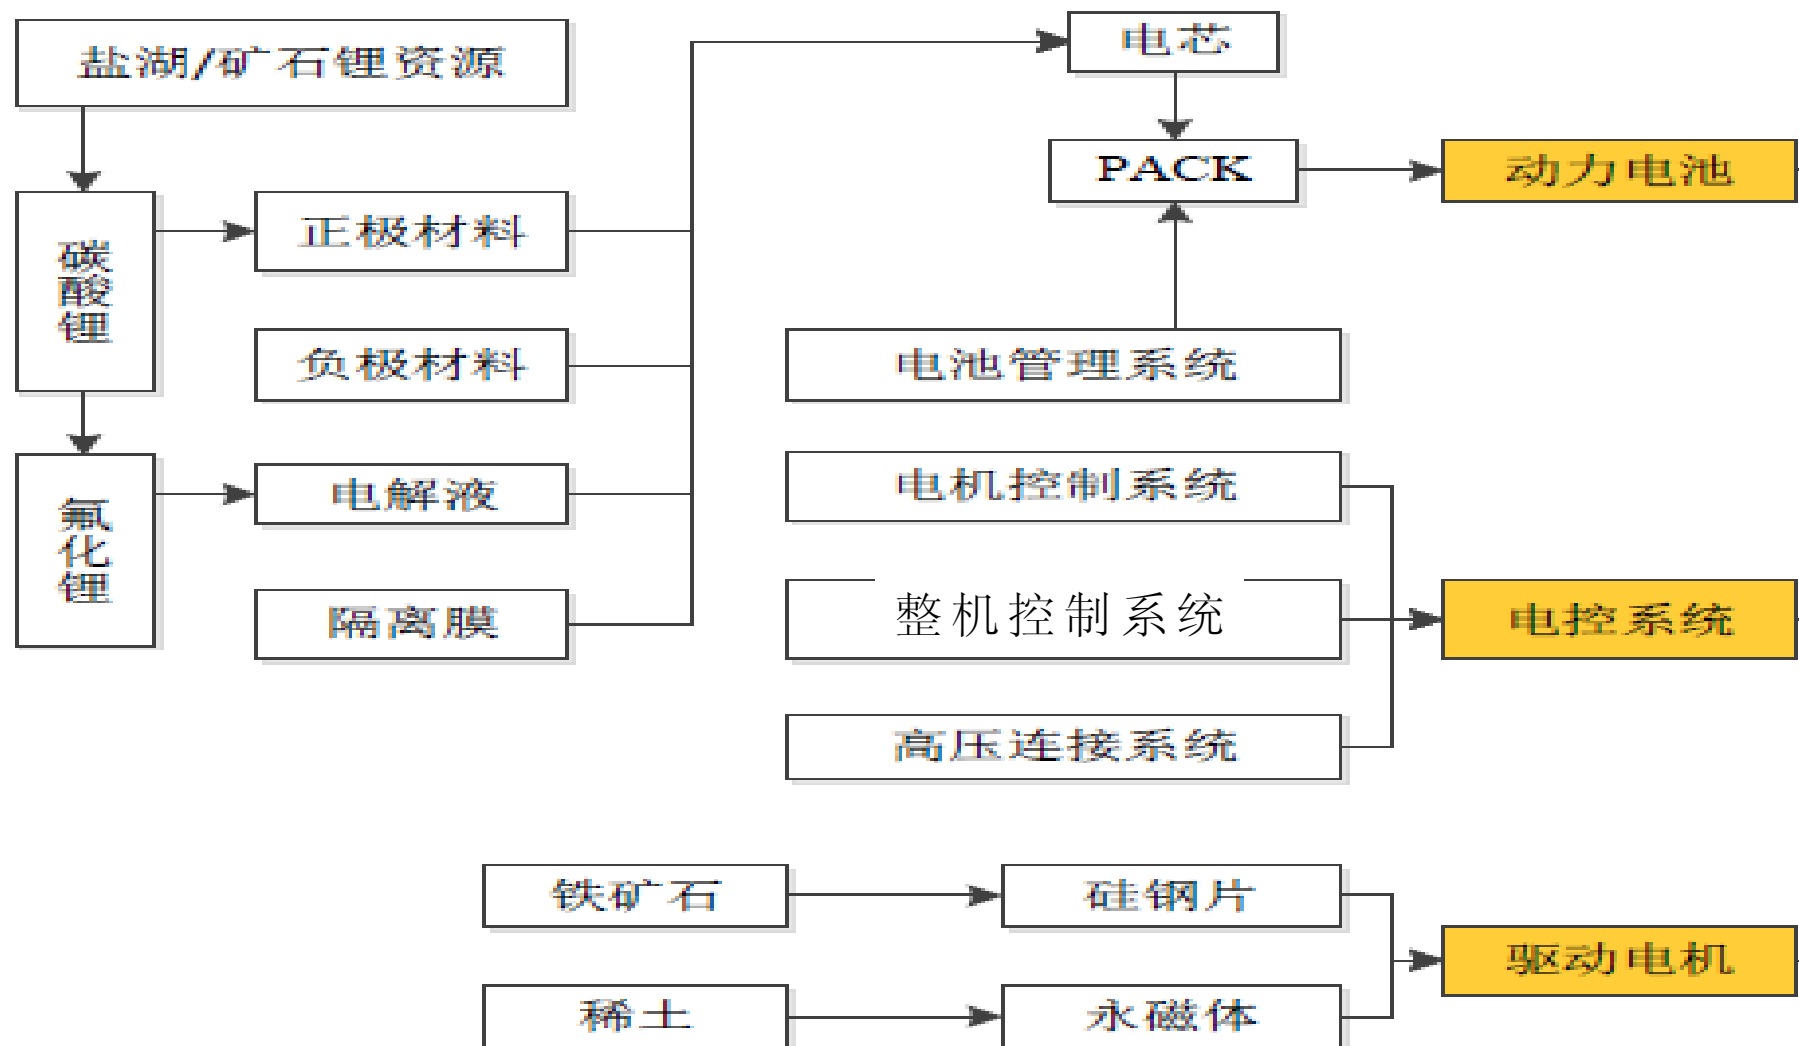 盐湖/矿石锂资源
电芯
PACK
动力电池
碳酸锂
正极材料
负极材料
电池管理系统
氟化锂
电解液
电机控制系统
隔离膜
整机控制系统
电控系统
高压连接系统
铁矿石
硅钢片
驱动电机
稀土
永磁体